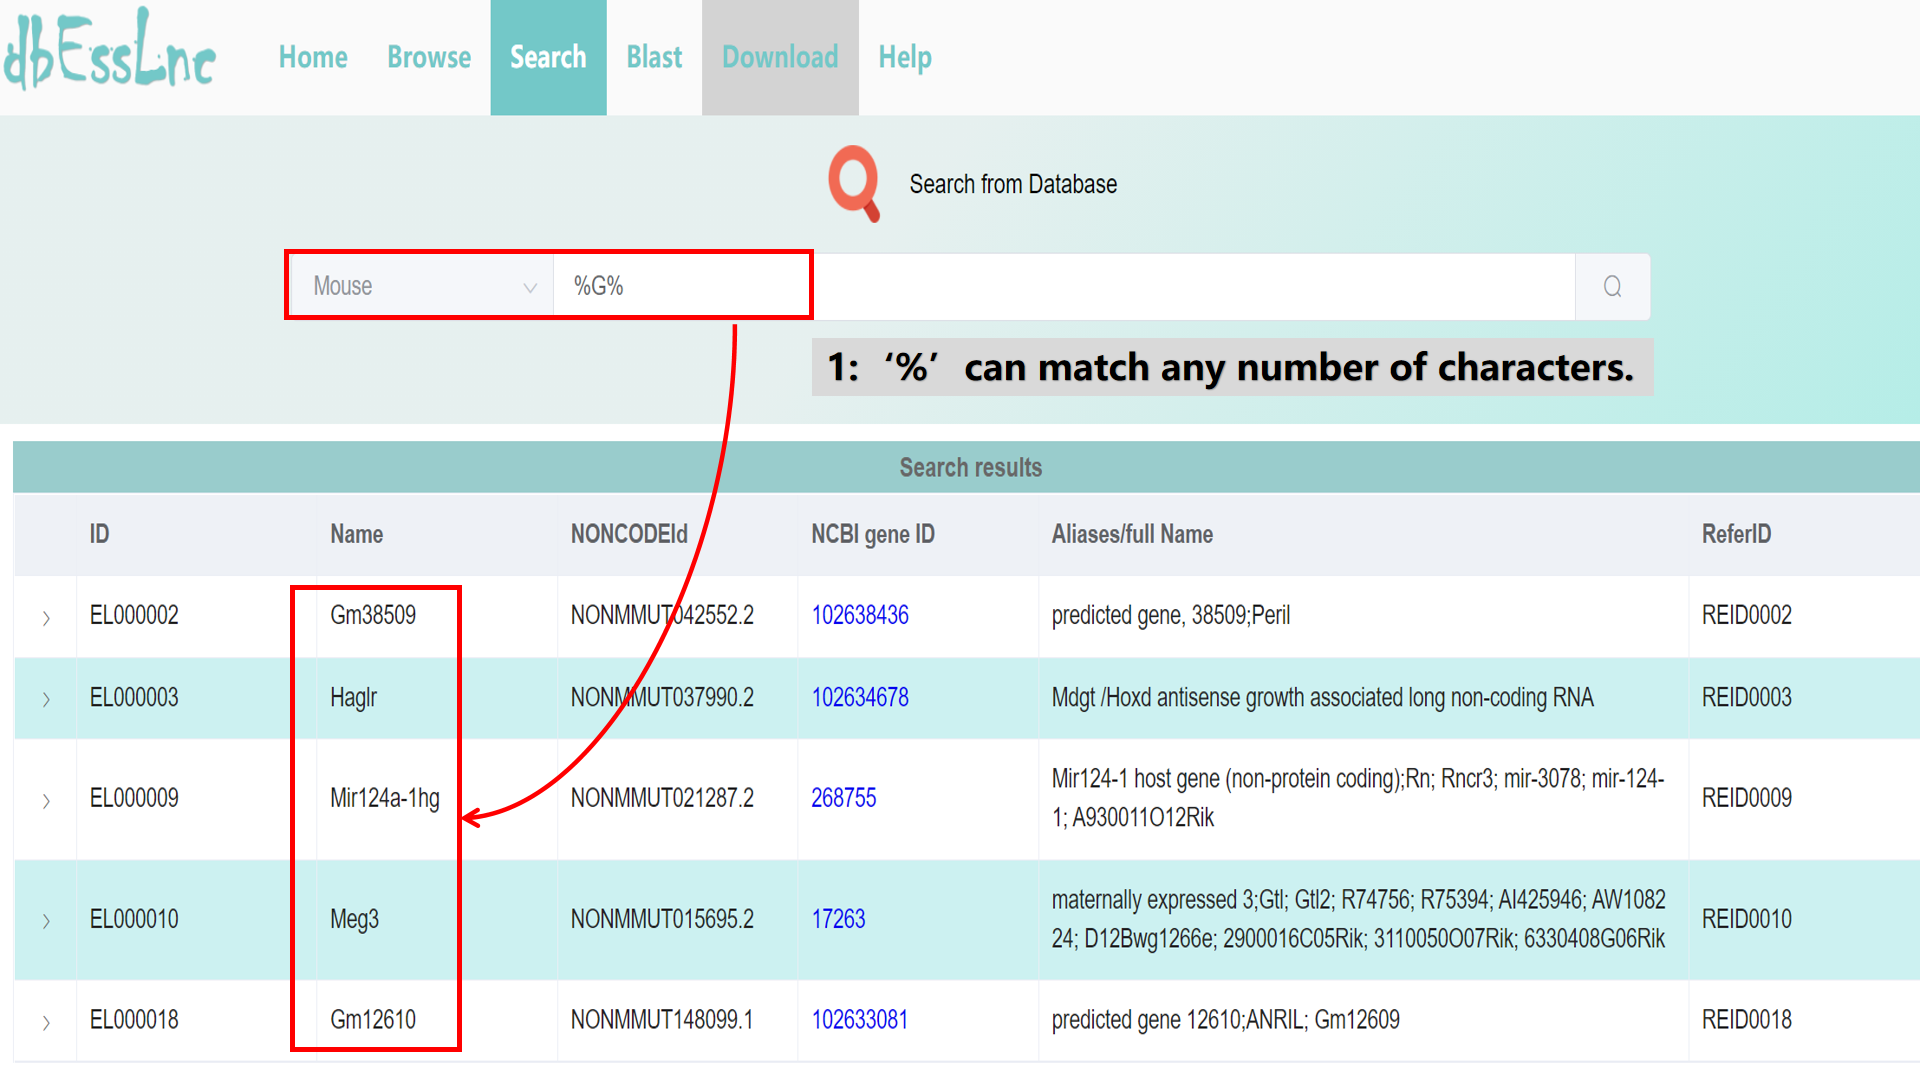 dbEssLnc
Home Browse Search Blast Download Help
Search from Database
Mouse %G%
1: ‘%’ can match any number of characters.
Search results
ID Name NONCODEId NCBI gene ID Aliases/full Name ReferID
EL000002 Gm38509 NONMMUT042552.2 102638436 predicted gene, 38509;Peril REID0002
EL000003 Haglr NONMMUT037990.2 102634678 Mdgt /Hoxd antisense growth associated long non-coding RNA REID0003
EL000009 Mir124a-1hg NONMMUT021287.2 268755 Mir124-1 host gene (non-protein coding);Rn; Rncr3; mir-3078; mir-124-
1; A930011O12Rik REID0009
EL000010 Meg3 NONMMUT015695.2 17263 maternally expressed 3;Gtl; Gtl2; R74756; R75394; AI425946; AW1082
24; D12Bwg1266e; 2900016C05Rik; 3110050O07Rik; 6330408G06Rik REID0010
EL000018 Gm12610 NONMMUT148099.1 102633081 predicted gene 12610;ANRIL; Gm12609 REID0018